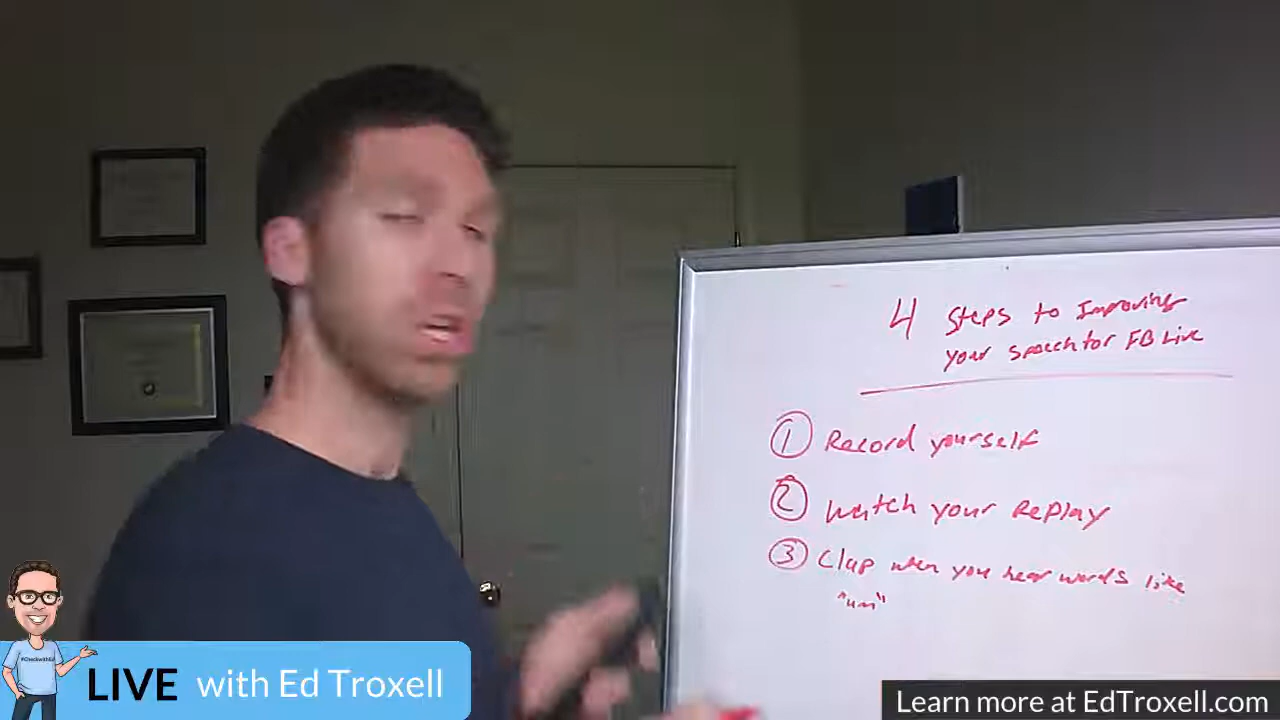 4 Steps to Improving
your speech for FB Live
1 Record yourself
2 Watch your Replay
3 Clap when you hear words like
"um"
#CheckwithEd
LIVE with Ed Troxell
Learn more at EdTroxell.com